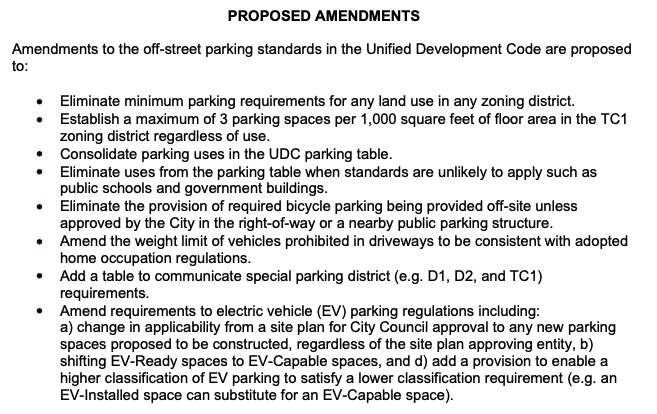 PROPOSED AMENDMENTS
Amendments to the off-street parking standards in the Unified Development Code are proposed
to:
• Eliminate minimum parking requirements for any land use in any zoning district.
• Establish a maximum of 3 parking spaces per 1,000 square feet of floor area in the TC1
zoning district regardless of use.
• Consolidate parking uses in the UDC parking table.
• Eliminate uses from the parking table when standards are unlikely to apply such as
public schools and government buildings.
• Eliminate the provision of required bicycle parking being provided off-site unless
approved by the City in the right-of-way or a nearby public parking structure.
• Amend the weight limit of vehicles prohibited in driveways to be consistent with adopted
home occupation regulations.
• Add a table to communicate special parking district (e.g. D1, D2, and TC1)
requirements.
• Amend requirements to electric vehicle (EV) parking regulations including:
a) change in applicability from a site plan for City Council approval to any new parking
spaces proposed to be constructed, regardless of the site plan approving entity, b)
shifting EV-Ready spaces to EV-Capable spaces, and d) add a provision to enable a
higher classification of EV parking to satisfy a lower classification requirement (e.g. an
EV-Installed space can substitute for an EV-Capable space).